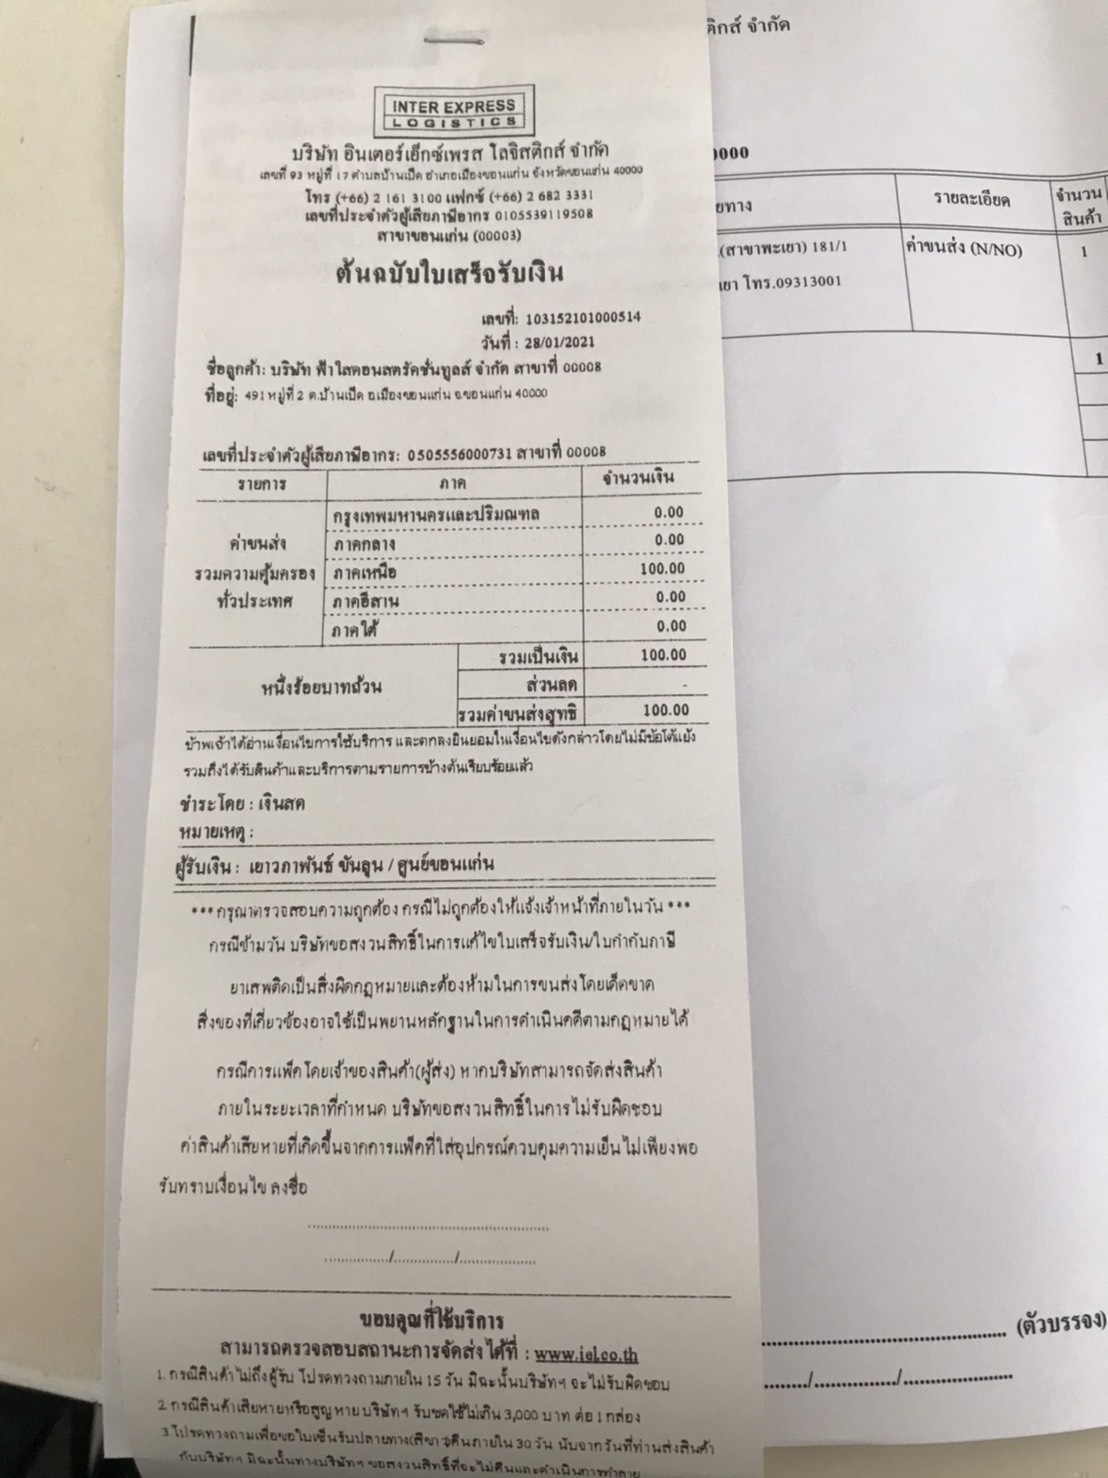 INTER EXPRESS
LOGISTICS
บริษัท อินเตอร์เอ็กซ์เพรส โลจิสติกส์ จำกัด
เลขที่ 93 หมู่ที่ 17 ตำบลบ้านเป็ด อำเภอเมืองขอนแก่น จังหวัดขอนแก่น 40000
โทร (+66) 2 161 3100 แฟกซ์ (+66) 2 682 3331
เลขที่ประจำตัวผู้เสียภาษีอากร 0105539119508
สาขาขอนแก่น (00003)
ต้นฉบับใบเสร็จรับเงิน
เลขที่: 103152101000514
วันที่ : 28/01/2021
ชื่อลูกค้า: บริษัท ฟ้าใสคอนสตรัคชั่นทูลส์ จำกัด สาขาที่ 00008
ที่อยู่: 491 หมู่ที่ 2 ต.บ้านเป็ด อ.เมืองขอนแก่น จ.ขอนแก่น 40000
เลขที่ประจำตัวผู้เสียภาษีอากร: 0505556000731 สาขาที่ 00008
รายการ ภาค จำนวนเงิน
กรุงเทพมหานครและปริมณฑล 0.00
ค่าขนส่ง ภาคกลาง 0.00
รวมความคุ้มครอง ภาคเหนือ 100.00
ทั่วประเทศ ภาคอีสาน 0.00
ภาคใต้ 0.00
รวมเป็นเงิน 100.00
หนึ่งร้อยบาทถ้วน ส่วนลด -
รวมค่าขนส่งสุทธิ 100.00
ข้าพเจ้าได้อ่านเงื่อนไขการใช้บริการ และตกลงยินยอมในเงื่อนไขดังกล่าวโดยไม่มีข้อโต้แย้ง
รวมถึงได้รับสินค้าและบริการตามรายการข้างต้นเรียบร้อยแล้ว
ชำระโดย : เงินสด
หมายเหตุ :
ผู้รับเงิน : เยาวภาพันธ์ ขันลุน / ศูนย์ขอนแก่น
*** กรุณาตรวจสอบความถูกต้อง กรณีไม่ถูกต้องให้แจ้งเจ้าหน้าที่ภายในวัน ***
กรณีข้ามวัน บริษัทขอสงวนสิทธิ์ในการแก้ไขใบเสร็จรับเงิน/ใบกำกับภาษี
ยาเสพติดเป็นสิ่งผิดกฎหมายและต้องห้ามในการขนส่งโดยเด็ดขาด
สิ่งของที่เกี่ยวข้องอาจใช้เป็นพยานหลักฐานในการดำเนินคดีตามกฎหมายได้
กรณีการแพ็คโดยเจ้าของสินค้า(ผู้ส่ง) หากบริษัทสามารถจัดส่งสินค้า
ภายในระยะเวลาที่กำหนด บริษัทขอสงวนสิทธิ์ในการไม่รับผิดชอบ
ค่าสินค้าเสียหายที่เกิดขึ้นจากการแพ็คที่ใส่อุปกรณ์ควบคุมความเย็นไม่เพียงพอ
รับทราบเงื่อนไข ลงชื่อ
............................................
............./............./...............
ขอบคุณที่ใช้บริการ
สามารถตรวจสอบสถานะการจัดส่งได้ที่ : www.iel.co.th
1. กรณีสินค้าไม่ถึงผู้รับ โปรดทวงถามภายใน 15 วัน มิฉะนั้นบริษัทฯ จะไม่รับผิดชอบ
2. กรณีสินค้าเสียหายหรือสูญหาย บริษัทฯ รับชดใช้ไม่เกิน 3,000 บาท ต่อ 1 กล่อง
3.โปรดทวงถามเพื่อขอใบเซ็นรับปลายทาง(สีขาว)คืนภายใน 30 วัน นับจากวันที่ท่านส่งสินค้า
กับบริษัทฯ มิฉะนั้นทางบริษัทฯ ขอสงวนสิทธิ์ที่จะไม่คืนและดำเนินการทำลาย
ติกส์ จำกัด
0000
ยทาง รายละเอียด จำนวน
สินค้า
.(สาขาพะเยา) 181/1 ค่าขนส่ง (N/NO) 1
เยา โทร.09313001
1
............................................ (ตัวบรรจง)
......../............../..................